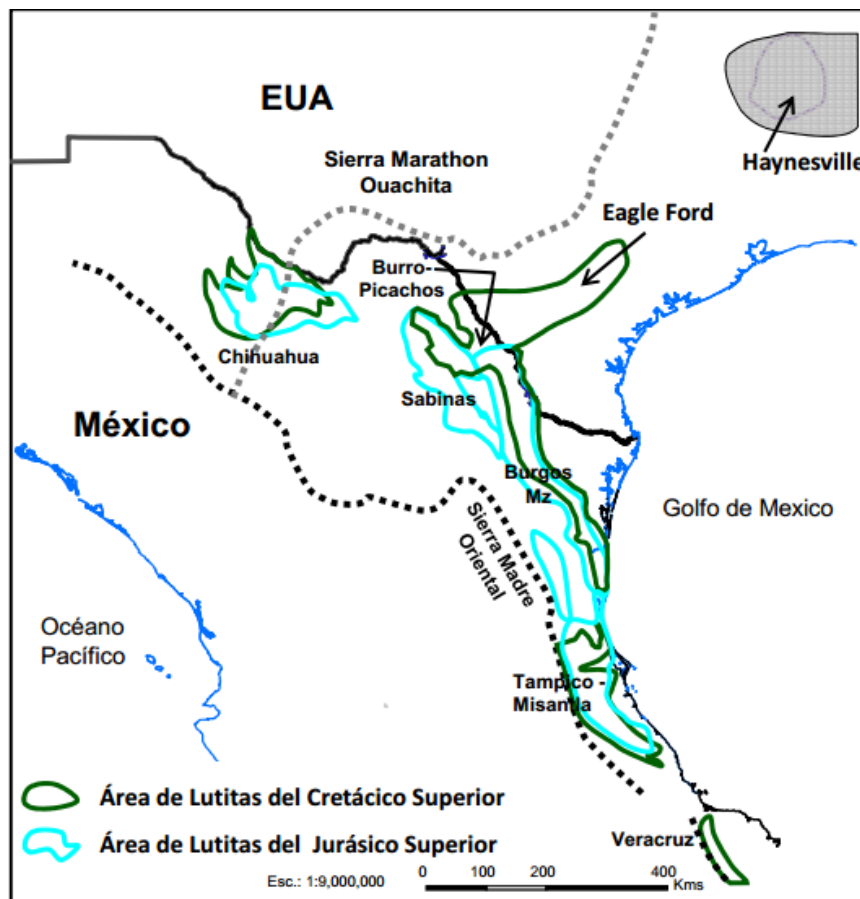 EUA
Haynesville
Sierra Marathon
Ouachita
Eagle Ford
Burro-
Picachos
Chihuahua
Sabinas
México
Burgos
Mz
Golfo de Mexico
Sierra Madre
Oriental
Océano
Pacífico
Tampico -
Misantla
Área de Lutitas del Cretácico Superior
Área de Lutitas del Jurásico Superior
Veracruz
0 100 200 400
Esc.: 1:9,000,000
Kms